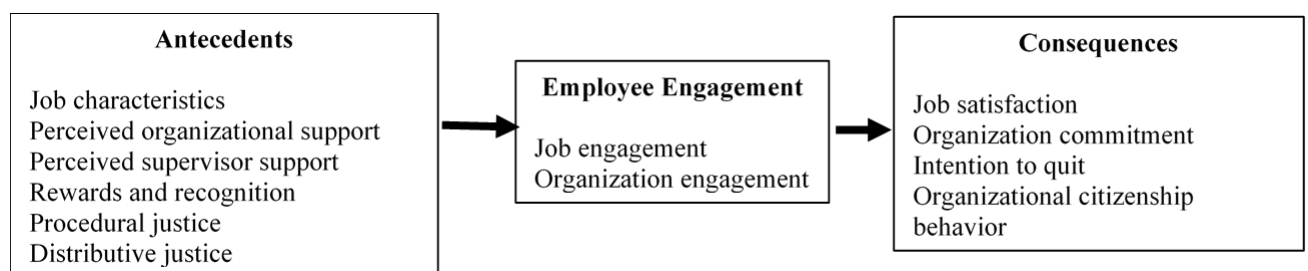 Antecedents
Job characteristics
Perceived organizational support
Perceived supervisor support
Rewards and recognition
Procedural justice
Distributive justice
Employee Engagement
Job engagement
Organization engagement
Consequences
Job satisfaction
Organization commitment
Intention to quit
Organizational citizenship
behavior